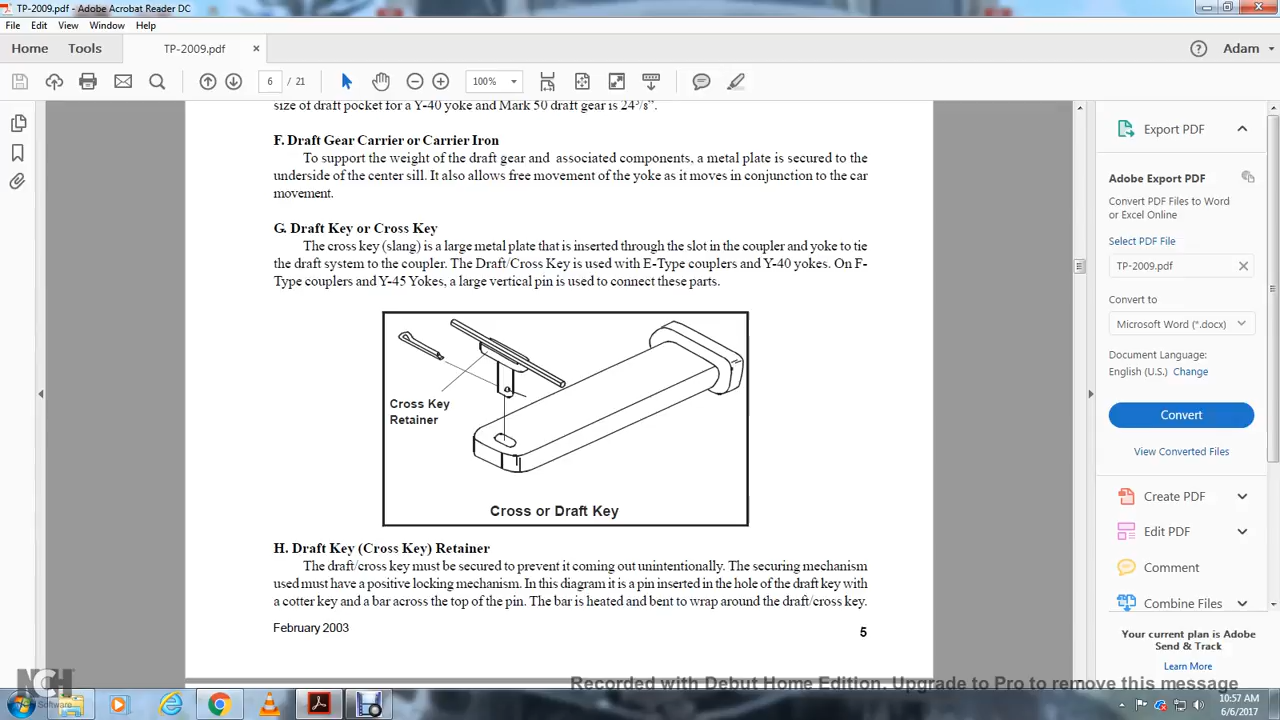 TP-2009.pdf - Adobe Acrobat Reader DC
File Edit View Window Help
Home Tools TP-2009.pdf × Adam
6 / 21 100%
size of draft pocket for a Y-40 yoke and Mark 50 draft gear is 24⁵/₈”.
F. Draft Gear Carrier or Carrier Iron
To support the weight of the draft gear and associated components, a metal plate is secured to the
underside of the center sill. It also allows free movement of the yoke as it moves in conjunction to the car
movement.
G. Draft Key or Cross Key
The cross key (slang) is a large metal plate that is inserted through the slot in the coupler and yoke to tie
the draft system to the coupler. The Draft/Cross Key is used with E-Type couplers and Y-40 yokes. On F-
Type couplers and Y-45 Yokes, a large vertical pin is used to connect these parts.
Cross Key
Retainer
Cross or Draft Key
H. Draft Key (Cross Key) Retainer
The draft/cross key must be secured to prevent it coming out unintentionally. The securing mechanism
used must have a positive locking mechanism. In this diagram it is a pin inserted in the hole of the draft key with
a cotter key and a bar across the top of the pin. The bar is heated and bent to wrap around the draft/cross key.
February 2003
5
Export PDF
Adobe Export PDF
Convert PDF Files to Word
or Excel Online
Select PDF File
TP-2009.pdf
Convert to
Microsoft Word (*.docx)
Document Language:
English (U.S.) Change
Convert
View Converted Files
Create PDF
Edit PDF
Comment
Combine Files
Your current plan is Adobe
Send & Track
Learn More
NCH Software
Recorded with Debut Home Edition. Upgrade to Pro to remove this message
10:57 AM
6/6/2017